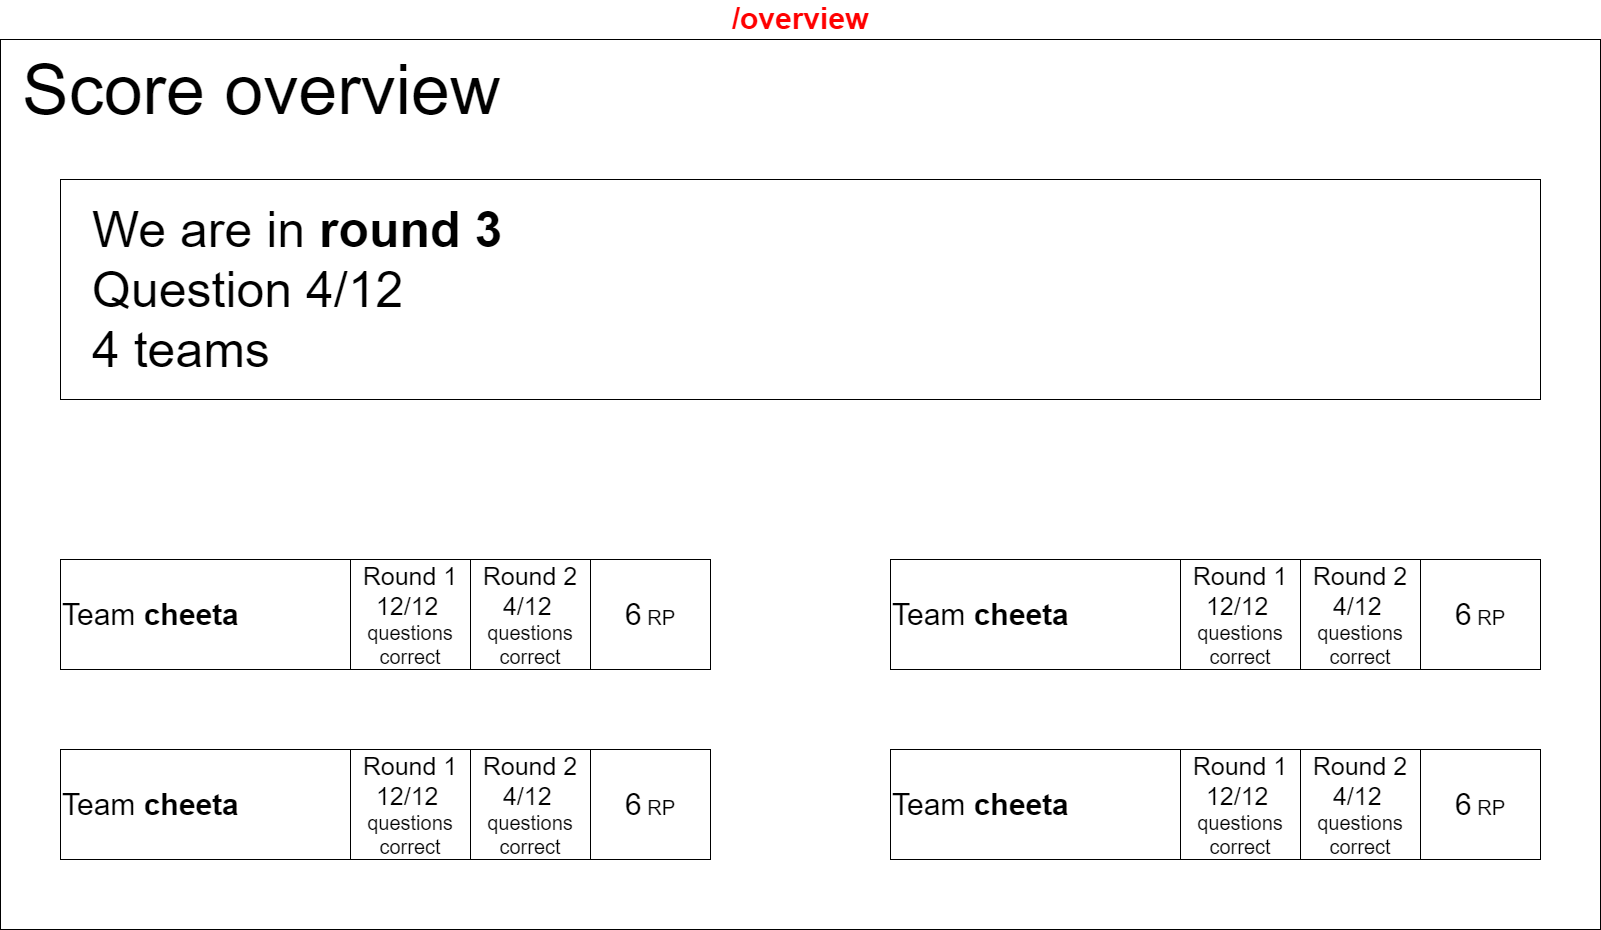 /overview
Score overview
We are in round 3
Question 4/12
4 teams
Team cheeta
Round 1
12/12
questions
correct
Round 2
4/12
questions
correct
6 RP
Team cheeta
Round 1
12/12
questions
correct
Round 2
4/12
questions
correct
6 RP
Team cheeta
Round 1
12/12
questions
correct
Round 2
4/12
questions
correct
6 RP
Team cheeta
Round 1
12/12
questions
correct
Round 2
4/12
questions
correct
6 RP